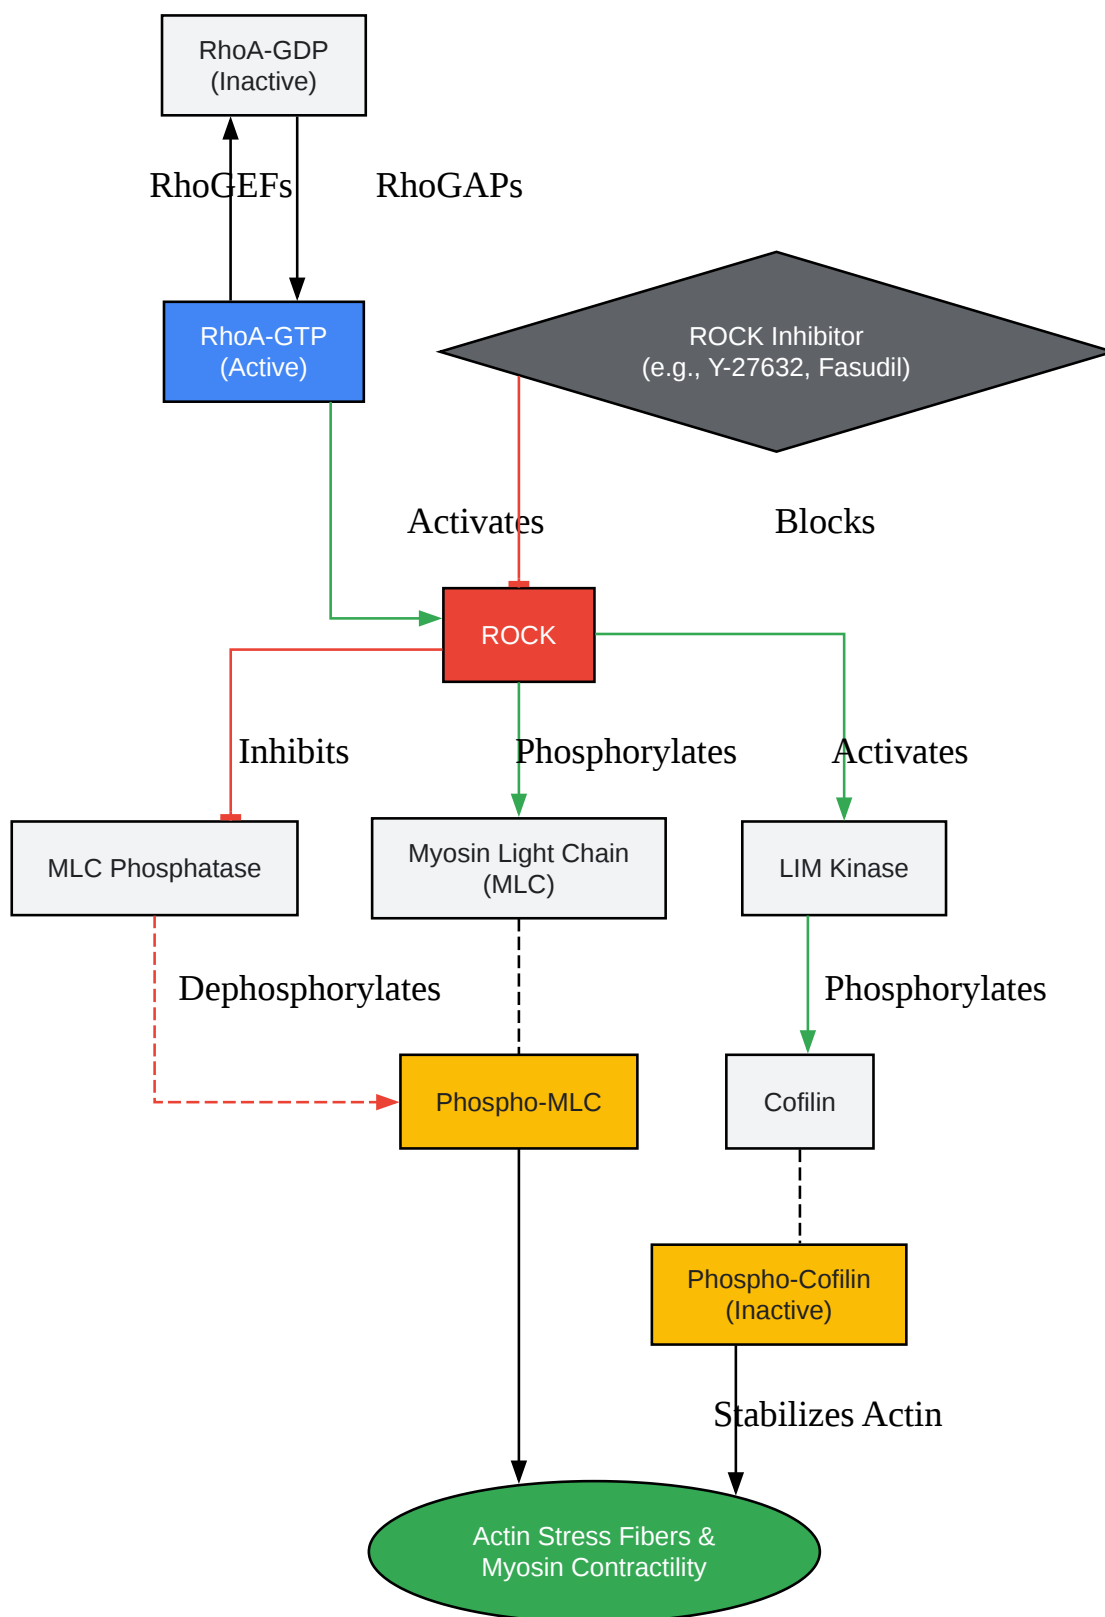 RhoA-GDP
(Inactive)
RhoGEFs
RhoGAPs
RhoA-GTP
(Active)
ROCK Inhibitor
(e.g., Y-27632, Fasudil)
Activates
Blocks
ROCK
Inhibits
Phosphorylates
Activates
MLC Phosphatase
Myosin Light Chain
(MLC)
LIM Kinase
Dephosphorylates
Phosphorylates
Phospho-MLC
Cofilin
Phospho-Cofilin
(Inactive)
Stabilizes Actin
Actin Stress Fibers &
Myosin Contractility